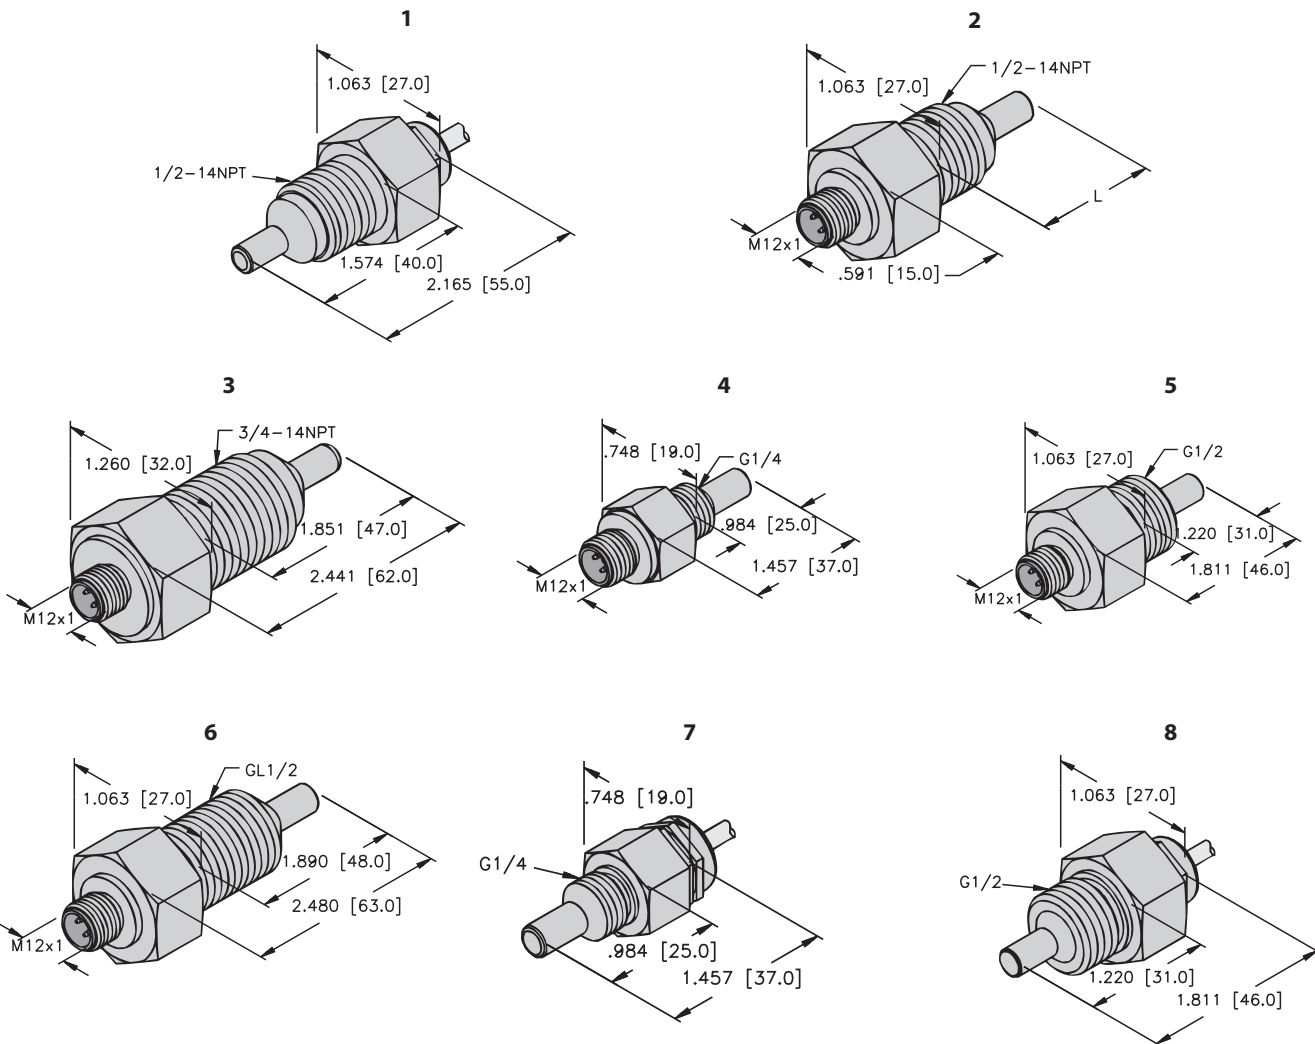 1
1.063 [27.0]
1/2-14NPT
1.574 [40.0]
2.165 [55.0]
2
1/2-14NPT
1.063 [27.0]
L
M12x1
.591 [15.0]
3
3/4-14NPT
1.260 [32.0]
1.851 [47.0]
2.441 [62.0]
M12x1
4
.748 [19.0]
G1/4
.984 [25.0]
1.457 [37.0]
M12x1
5
G1/2
1.063 [27.0]
1.220 [31.0]
1.811 [46.0]
M12x1
6
GL1/2
1.063 [27.0]
1.890 [48.0]
2.480 [63.0]
M12x1
7
.748 [19.0]
G1/4
.984 [25.0]
1.457 [37.0]
8
1.063 [27.0]
G1/2
1.220 [31.0]
1.811 [46.0]